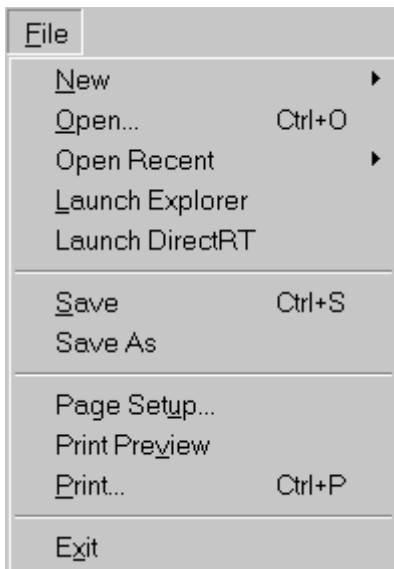 File
New
Open... Ctrl+O
Open Recent
Launch Explorer
Launch DirectRT
Save Ctrl+S
Save As
Page Setup...
Print Preview
Print... Ctrl+P
Exit